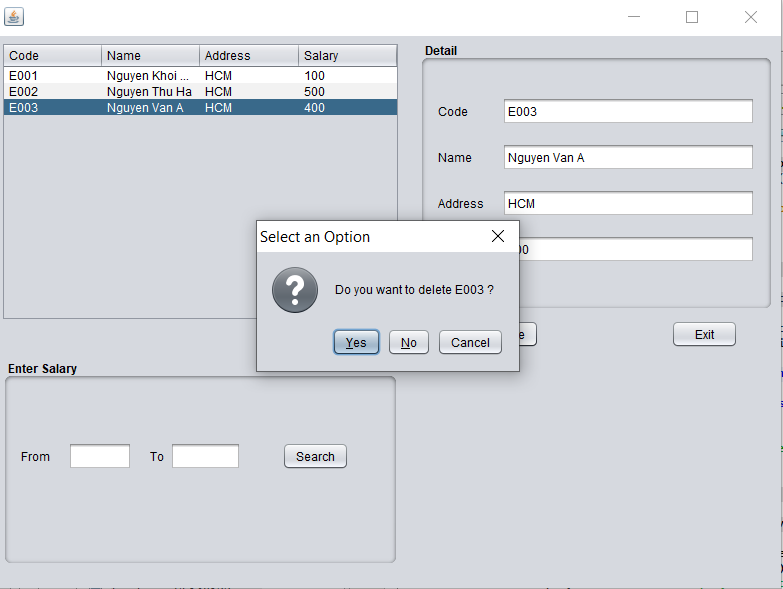 Code Name Address Salary
E001 Nguyen Khoi ... HCM 100
E002 Nguyen Thu Ha HCM 500
E003 Nguyen Van A HCM 400
Detail
Code E003
Name Nguyen Van A
Address HCM
Select an Option
Do you want to delete E003 ?
Yes No Cancel
Exit
Enter Salary
From To Search